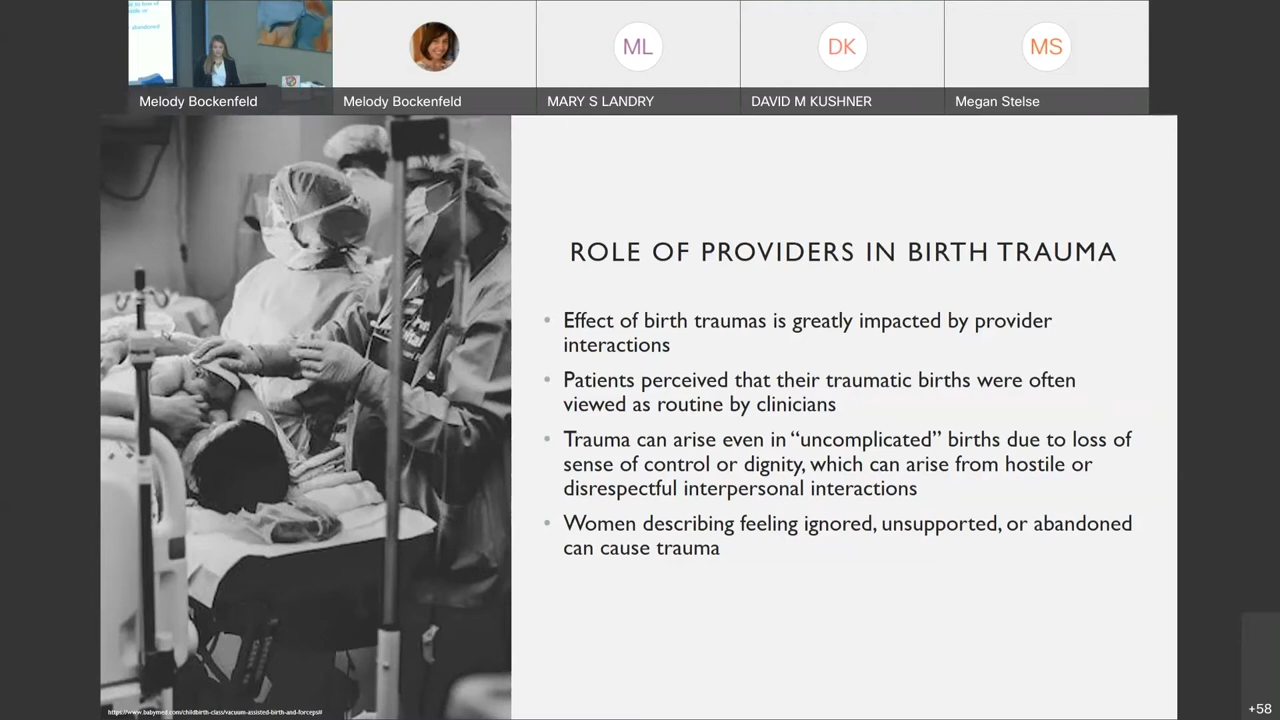 Melody Bockenfeld
Melody Bockenfeld
ML
MARY S LANDRY
DK
DAVID M KUSHNER
MS
Megan Stelse
ROLE OF PROVIDERS IN BIRTH TRAUMA
• Effect of birth traumas is greatly impacted by provider
interactions
• Patients perceived that their traumatic births were often
viewed as routine by clinicians
• Trauma can arise even in “uncomplicated” births due to loss of
sense of control or dignity, which can arise from hostile or
disrespectful interpersonal interactions
• Women describing feeling ignored, unsupported, or abandoned
can cause trauma
https://www.babymed.com/childbirth-class/vacuum-assisted-birth-and-forceps#
+58